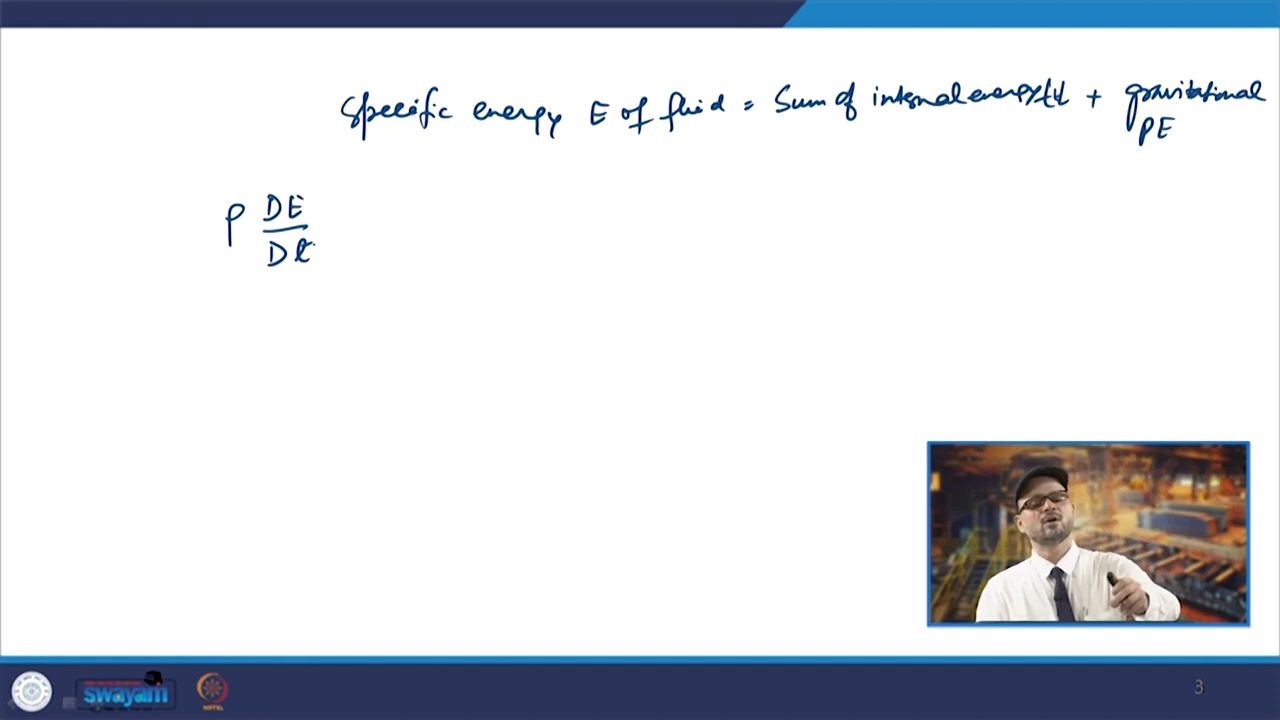 Specific energy E of fluid = Sum of internal energy + gravitational
PE
ρ DE
Dt
3
swayam